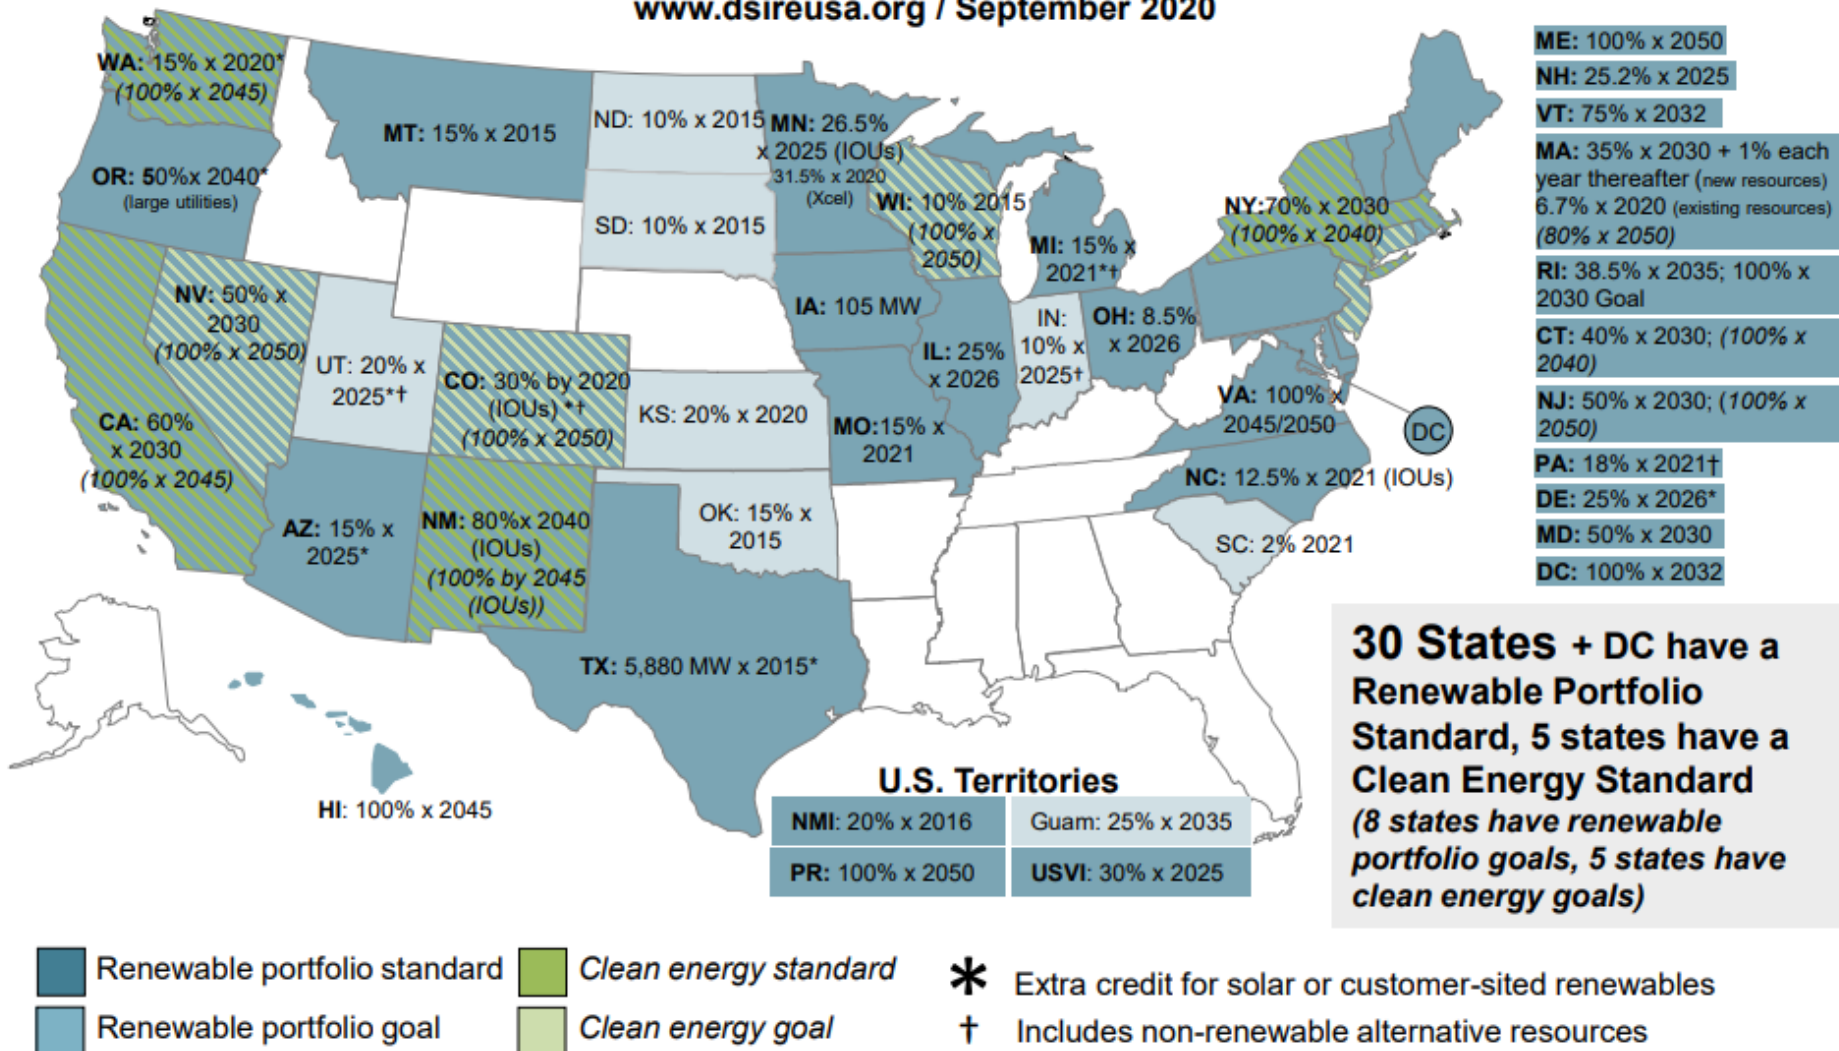 www.dsireusa.org / September 2020
WA: 15% x 2020*
(100% x 2045)
OR: 50%x 2040*
(large utilities)
MT: 15% x 2015
ND: 10% x 2015
SD: 10% x 2015
MN: 26.5%
x 2025 (IOUs)
31.5% x 2020
(Xcel)
WI: 10% 2015
(100% x
2050)
MI: 15% x
2021*†
NY:70% x 2030
(100% x 2040)
NV: 50% x
2030
(100% x 2050)
UT: 20% x
2025*†
CO: 30% by 2020
(IOUs) *†
(100% x 2050)
KS: 20% x 2020
IA: 105 MW
IL: 25%
x 2026
IN:
10% x
2025†
OH: 8.5%
x 2026
MO:15% x
2021
VA: 100% x
2045/2050
DC
CA: 60%
x 2030
(100% x 2045)
AZ: 15% x
2025*
NM: 80%x 2040
(IOUs)
(100% by 2045
(IOUs))
OK: 15% x
2015
NC: 12.5% x 2021 (IOUs)
SC: 2% 2021
TX: 5,880 MW x 2015*
HI: 100% x 2045
ME: 100% x 2050
NH: 25.2% x 2025
VT: 75% x 2032
MA: 35% x 2030 + 1% each
year thereafter (new resources)
6.7% x 2020 (existing resources)
(80% x 2050)
RI: 38.5% x 2035; 100% x
2030 Goal
CT: 40% x 2030; (100% x
2040)
NJ: 50% x 2030; (100% x
2050)
PA: 18% x 2021†
DE: 25% x 2026*
MD: 50% x 2030
DC: 100% x 2032
30 States + DC have a
Renewable Portfolio
Standard, 5 states have a
Clean Energy Standard
(8 states have renewable
portfolio goals, 5 states have
clean energy goals)
U.S. Territories
NMI: 20% x 2016
Guam: 25% x 2035
PR: 100% x 2050
USVI: 30% x 2025
Renewable portfolio standard
Renewable portfolio goal
Clean energy standard
Clean energy goal
* Extra credit for solar or customer-sited renewables
† Includes non-renewable alternative resources